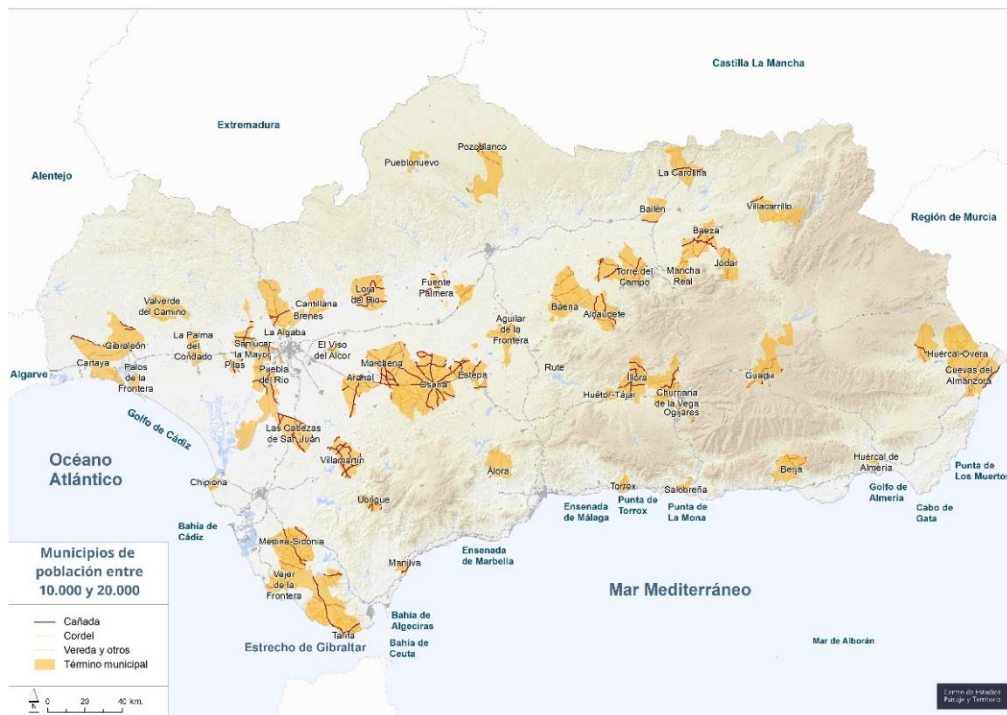 Castilla La Mancha
Extremadura
Pozoblanco
Pueblonuevo
Alentejo
La Carolina
Bailén
Villacarrillo
Región de Murcia
Baeza
Jódar
Mancha
Real
Torre del
Campo
Fuente
Palmera
Lora
del Río
Cantillana
Brenes
Valverde
del Camino
Baena
Alcaudete
La Algaba
Aguilar
de la
Frontera
El Viso
del Alcor
Sanlúcar
la Mayor
La Palma
del
Condado
Gibraleón
Pilas
Puebla
del Río
Marchena
Arahal
Osuna
Estepa
Rute
Íllora
Guadix
Huércal-Overa
Cuevas del
Almanzora
Cartaya
Palos
de la
Frontera
Algarve
Huétor-Tájar
Churriana
de la Vega
Ogíjares
Golfo de Cádiz
Las Cabezas
de San Juan
Villamartín
Océano
Atlántico
Álora
Berja
Huércal de
Almería
Punta de
Los Muertos
Chipiona
Ubrique
Torrox
Salobreña
Golfo de
Almería
Cabo de
Gata
Ensenada
de Málaga
Punta de
Torrox
Punta de
La Mona
Bahía de
Cádiz
Medina-Sidonia
Ensenada
de Marbella
Manilva
Vejer
de la
Frontera
Mar Mediterráneo
Tarifa
Bahía de
Algeciras
Estrecho de Gibraltar
Bahía de
Ceuta
Mar de Alborán
Municipios de
población entre
10.000 y 20.000
Cañada
Cordel
Vereda y otros
Término municipal
N
0 20 40 km.
Centro de Estudios
Paisaje y Territorio